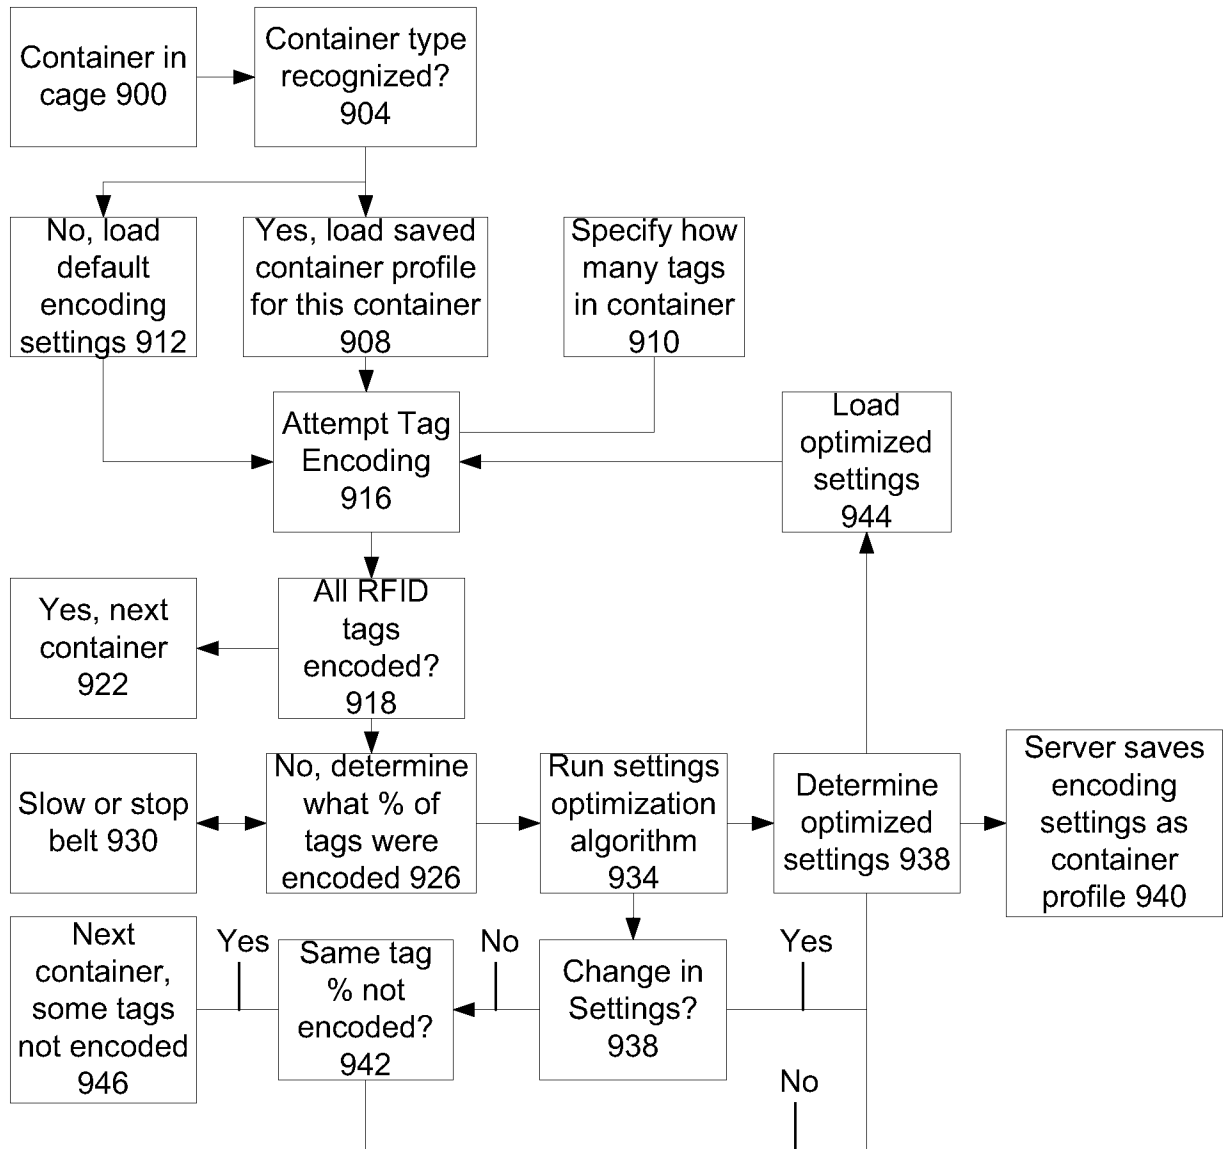 Container in
cage 900
Container type
recognized?
904
No, load
default
encoding
settings 912
Yes, load saved
container profile
for this container
908
Specify how
many tags
in container
910
Attempt Tag
Encoding
916
Load
optimized
settings
944
Yes, next
container
922
All RFID
tags
encoded?
918
Slow or stop
belt 930
No, determine
what % of
tags were
encoded 926
Run settings
optimization
algorithm
934
Determine
optimized
settings 938
Server saves
encoding
settings as
container
profile 940
Next
container,
some tags
not encoded
946
Yes
Same tag
% not
encoded?
942
No
Change in
Settings?
938
Yes
No